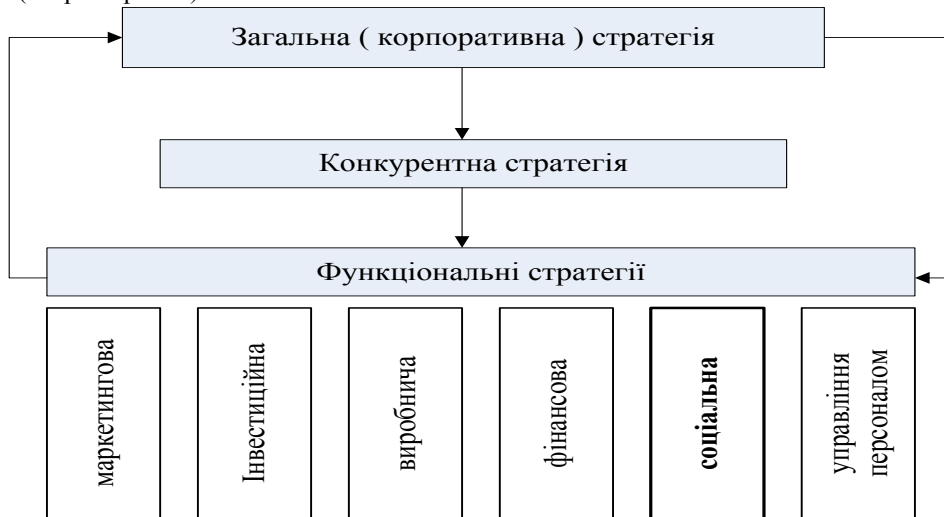 Загальна ( корпоративна ) стратегія
Конкурентна стратегія
Функціональні стратегії
маркетингова
Інвестиційна
виробнича
фінансова
соціальна
управління
персоналом